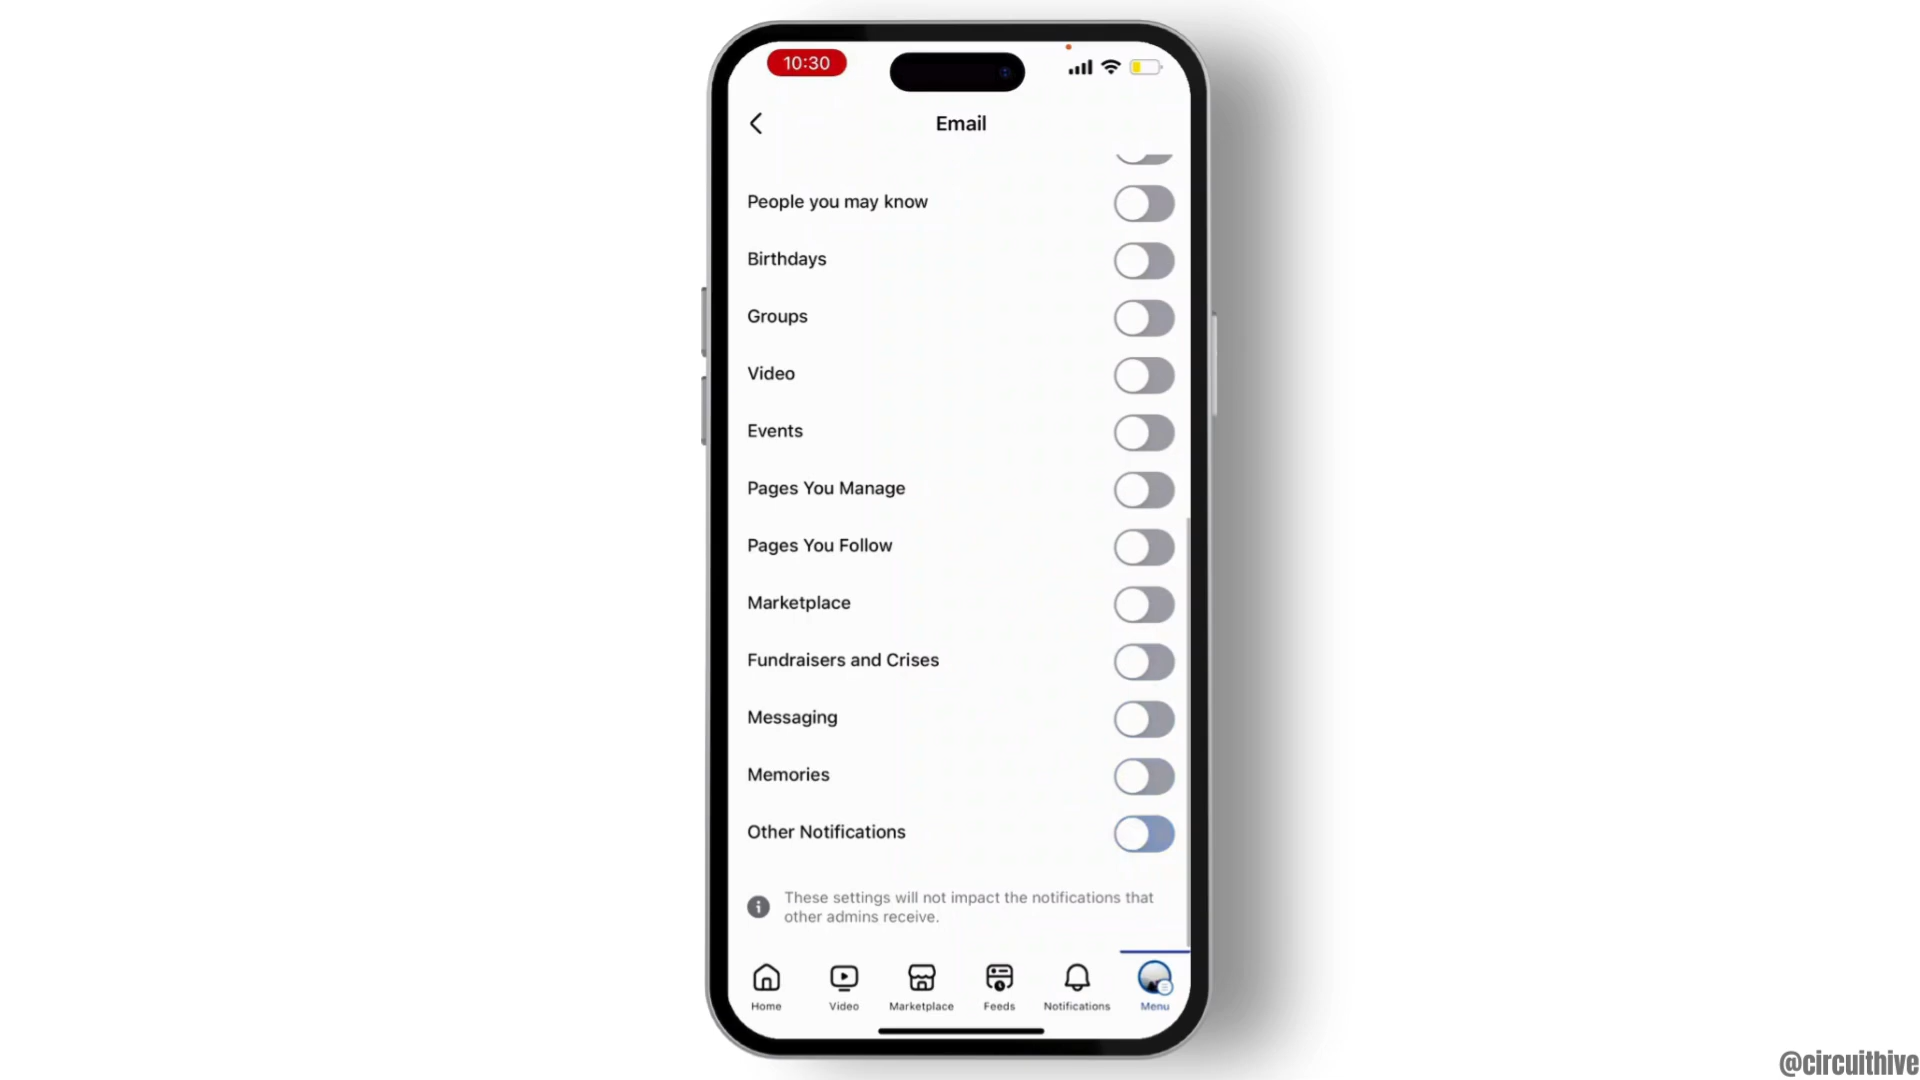 10:30
Email
People you may know
Birthdays
Groups
Video
Events
Pages You Manage
Pages You Follow
Marketplace
Fundraisers and Crises
Messaging
Memories
Other Notifications
These settings will not impact the notifications that
other admins receive.
Home Video Marketplace Feeds Notifications Menu
@circuithive